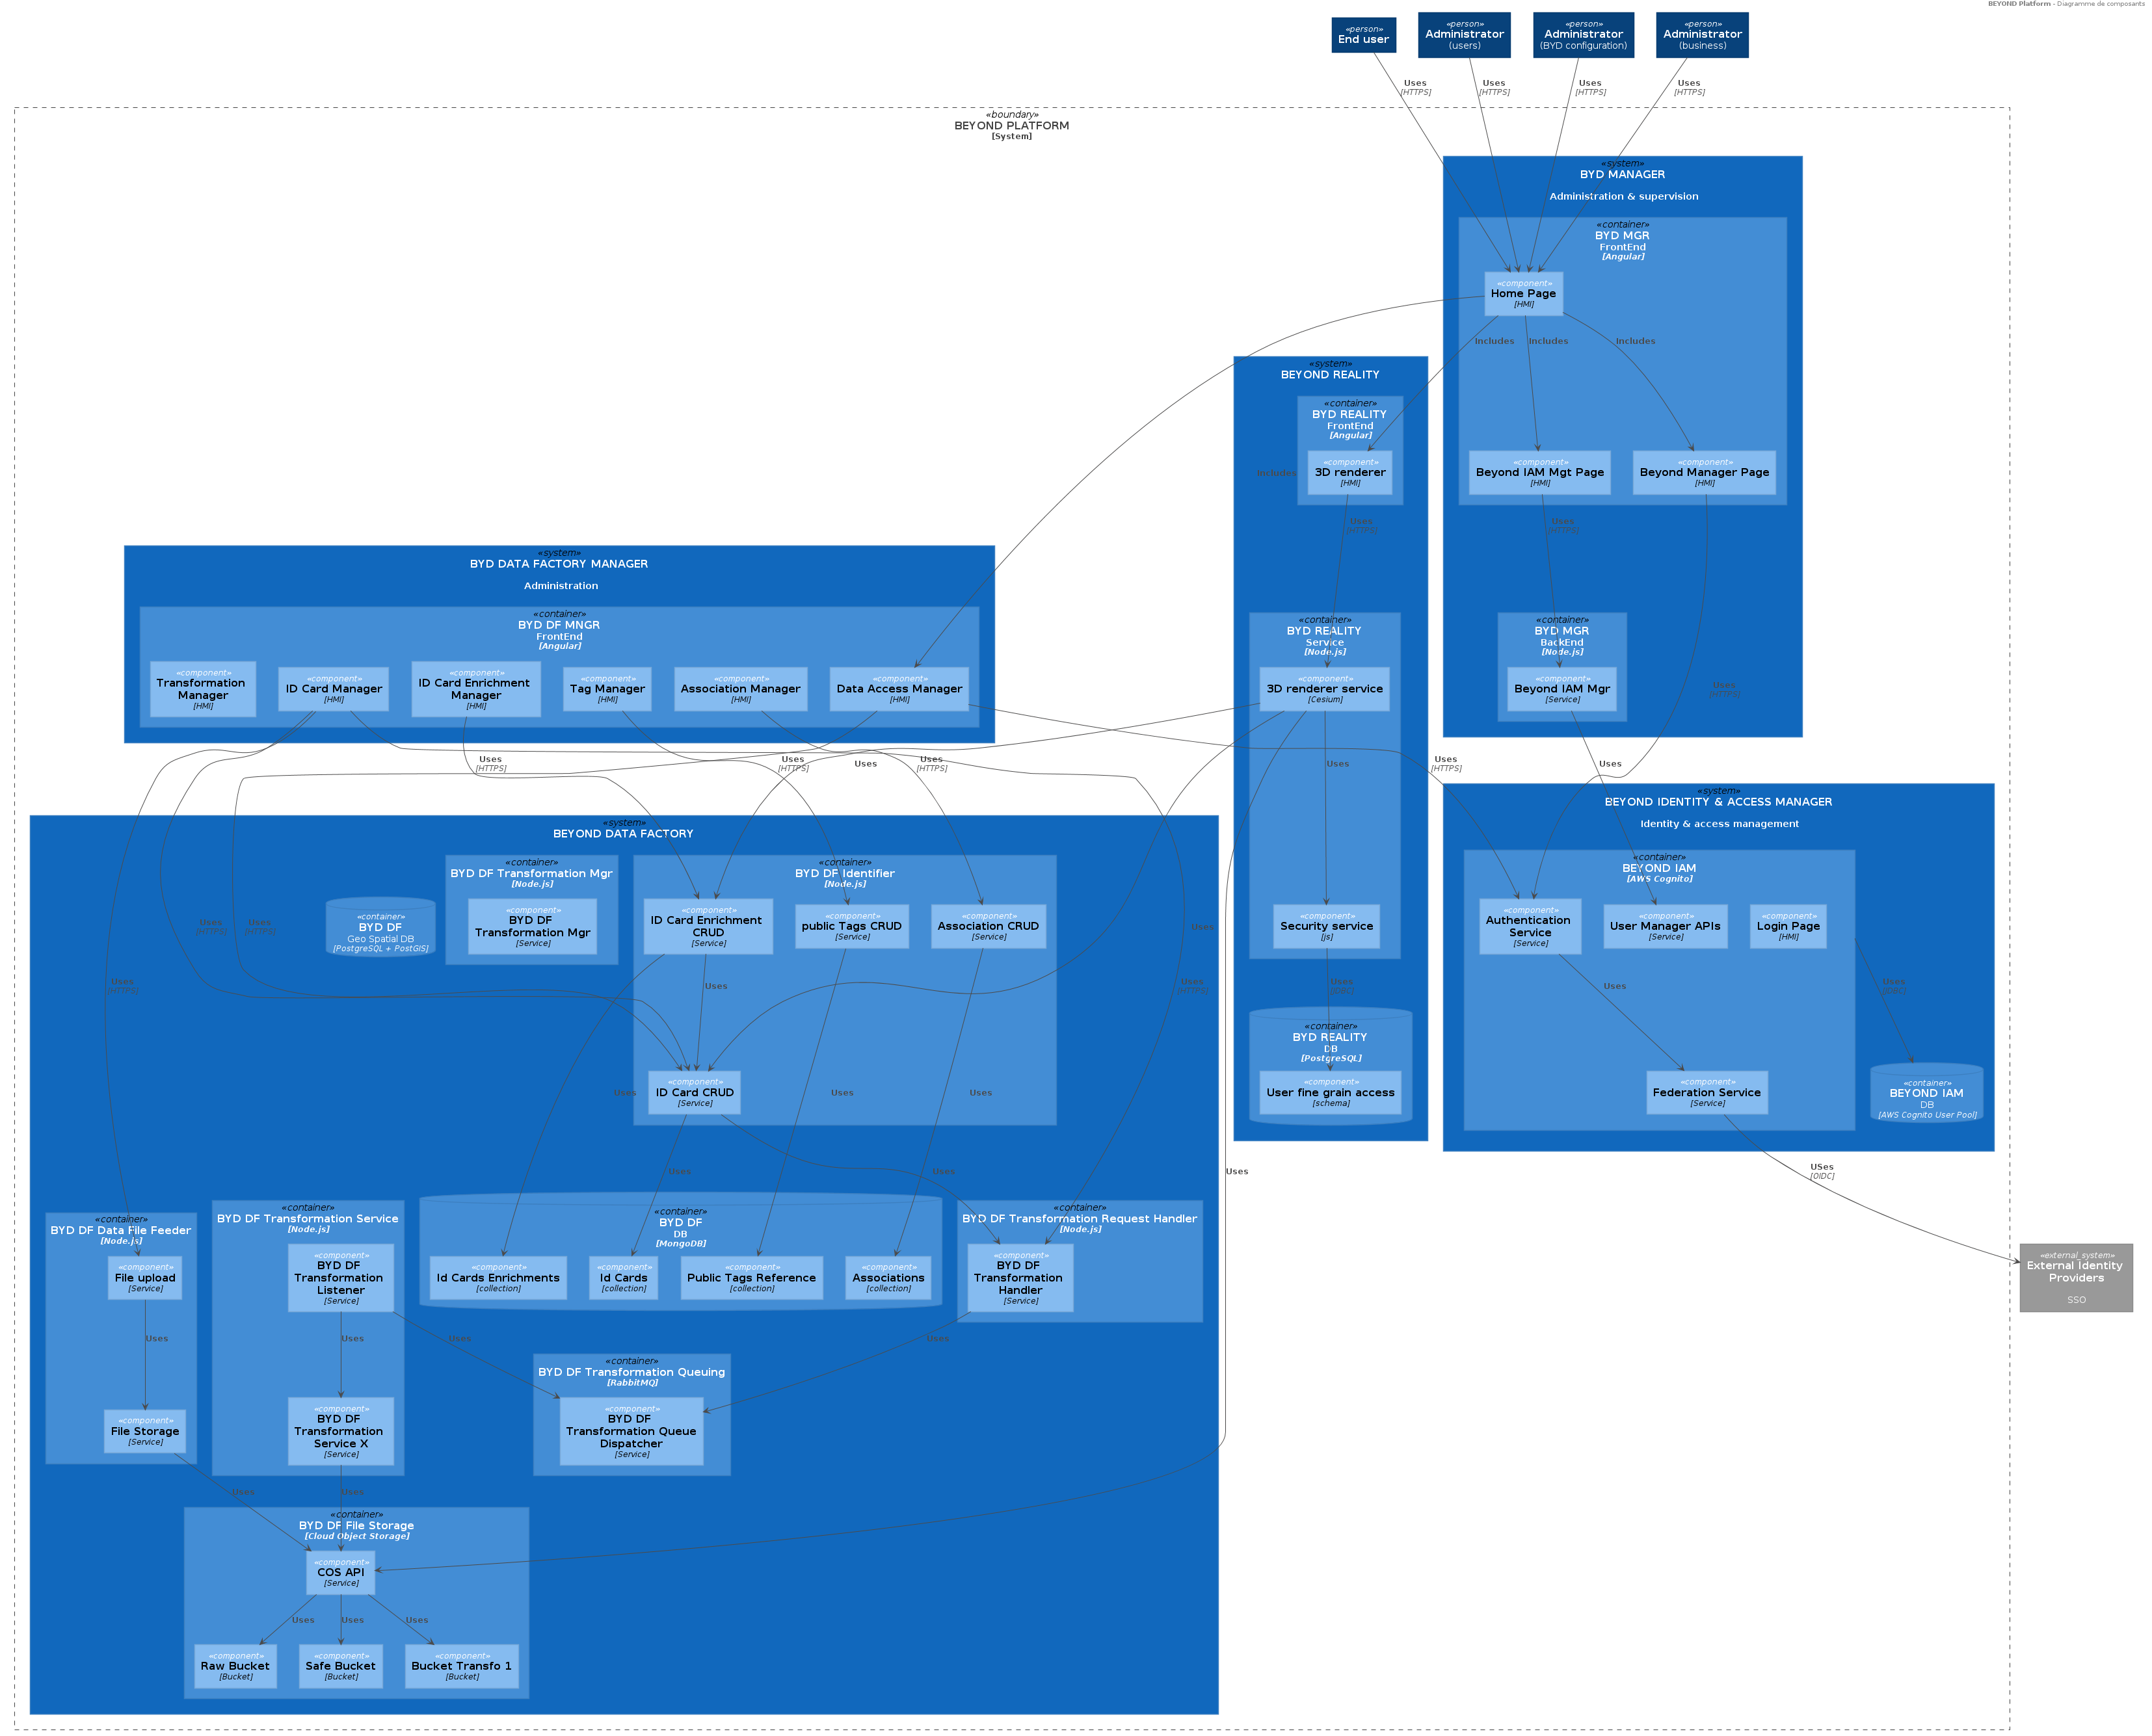 BEYOND Platform - Diagramme de composants
«person»
End user
«person»
Administrator
(users)
«person»
Administrator
(BYD configuration)
«person»
Administrator
(business)
Uses
[HTTPS]
Uses
[HTTPS]
Uses
[HTTPS]
Uses
[HTTPS]
«boundary»
BEYOND PLATFORM
[System]
«system»
BYD MANAGER
Administration & supervision
«container»
BYD MGR
FrontEnd
[Angular]
«component»
Home Page
[HMI]
Includes
Includes
Includes
«component»
Beyond IAM Mgt Page
[HMI]
«component»
Beyond Manager Page
[HMI]
Uses
[HTTPS]
«container»
BYD MGR
BackEnd
[Node.js]
«component»
Beyond IAM Mgr
[Service]
Uses
[HTTPS]
«system»
BEYOND REALITY
«container»
BYD REALITY
FrontEnd
[Angular]
Includes
«component»
3D renderer
[HMI]
Uses
[HTTPS]
«container»
BYD REALITY
Service
[Node.js]
«component»
3D renderer service
[Cesium]
Uses
«component»
Security service
[js]
Uses
[JDBC]
«container»
BYD REALITY
DB
[PostgreSQL]
«component»
User fine grain access
[schema]
«system»
BYD DATA FACTORY MANAGER
Administration
«container»
BYD DF MNGR
FrontEnd
[Angular]
«component»
Transformation
Manager
[HMI]
«component»
ID Card Manager
[HMI]
«component»
ID Card Enrichment
Manager
[HMI]
«component»
Tag Manager
[HMI]
«component»
Association Manager
[HMI]
«component»
Data Access Manager
[HMI]
Uses
[HTTPS]
Uses
[HTTPS]
Uses
Uses
[HTTPS]
Uses
[HTTPS]
Uses
«system»
BEYOND IDENTITY & ACCESS MANAGER
Identity & access management
«container»
BEYOND IAM
[AWS Cognito]
«component»
Authentication
Service
[Service]
«component»
User Manager APIs
[Service]
«component»
Login Page
[HMI]
Uses
Uses
[JDBC]
«component»
Federation Service
[Service]
«container»
BEYOND IAM
DB
[AWS Cognito User Pool]
USes
[OIDC]
«external_system»
External Identity
Providers
SSO
«system»
BEYOND DATA FACTORY
«container»
BYD DF
Geo Spatial DB
[PostgreSQL + PostGIS]
«container»
BYD DF Transformation Mgr
[Node.js]
«component»
BYD DF
Transformation Mgr
[Service]
«container»
BYD DF Identifier
[Node.js]
«component»
ID Card Enrichment
CRUD
[Service]
«component»
public Tags CRUD
[Service]
«component»
Association CRUD
[Service]
Uses
[HTTPS]
Uses
[HTTPS]
Uses
Uses
[HTTPS]
Uses
Uses
[HTTPS]
«component»
ID Card CRUD
[Service]
Uses
Uses
Uses
Uses
Uses
Uses
«container»
BYD DF Data File Feeder
[Node.js]
«component»
File upload
[Service]
Uses
«component»
File Storage
[Service]
«container»
BYD DF Transformation Service
[Node.js]
«component»
BYD DF
Transformation
Listener
[Service]
Uses
«component»
BYD DF
Transformation
Service X
[Service]
«container»
BYD DF
DB
[MongoDB]
«component»
Id Cards Enrichments
[collection]
«component»
Id Cards
[collection]
«component»
Public Tags Reference
[collection]
«component»
Associations
[collection]
«container»
BYD DF Transformation Request Handler
[Node.js]
«component»
BYD DF
Transformation
Handler
[Service]
Uses
Uses
«container»
BYD DF Transformation Queuing
[RabbitMQ]
«component»
BYD DF
Transformation Queue
Dispatcher
[Service]
Uses
Uses
«container»
BYD DF File Storage
[Cloud Object Storage]
«component»
COS API
[Service]
Uses
Uses
Uses
«component»
Raw Bucket
[Bucket]
«component»
Safe Bucket
[Bucket]
«component»
Bucket Transfo 1
[Bucket]